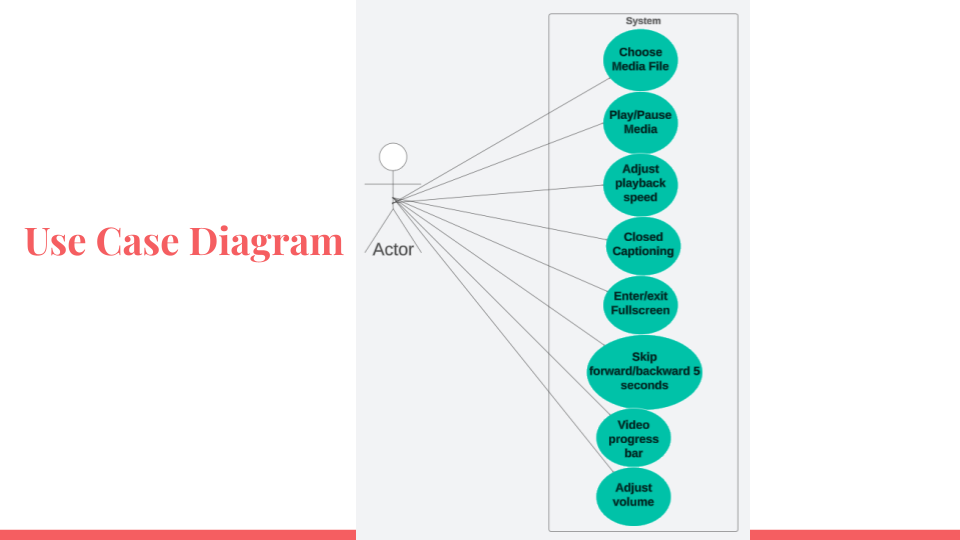 Use Case Diagram
Actor
System
Choose
Media File
Play/Pause
Media
Adjust
playback
speed
Closed
Captioning
Enter/exit
Fullscreen
Skip
forward/backward 5
seconds
Video
progress
bar
Adjust
volume